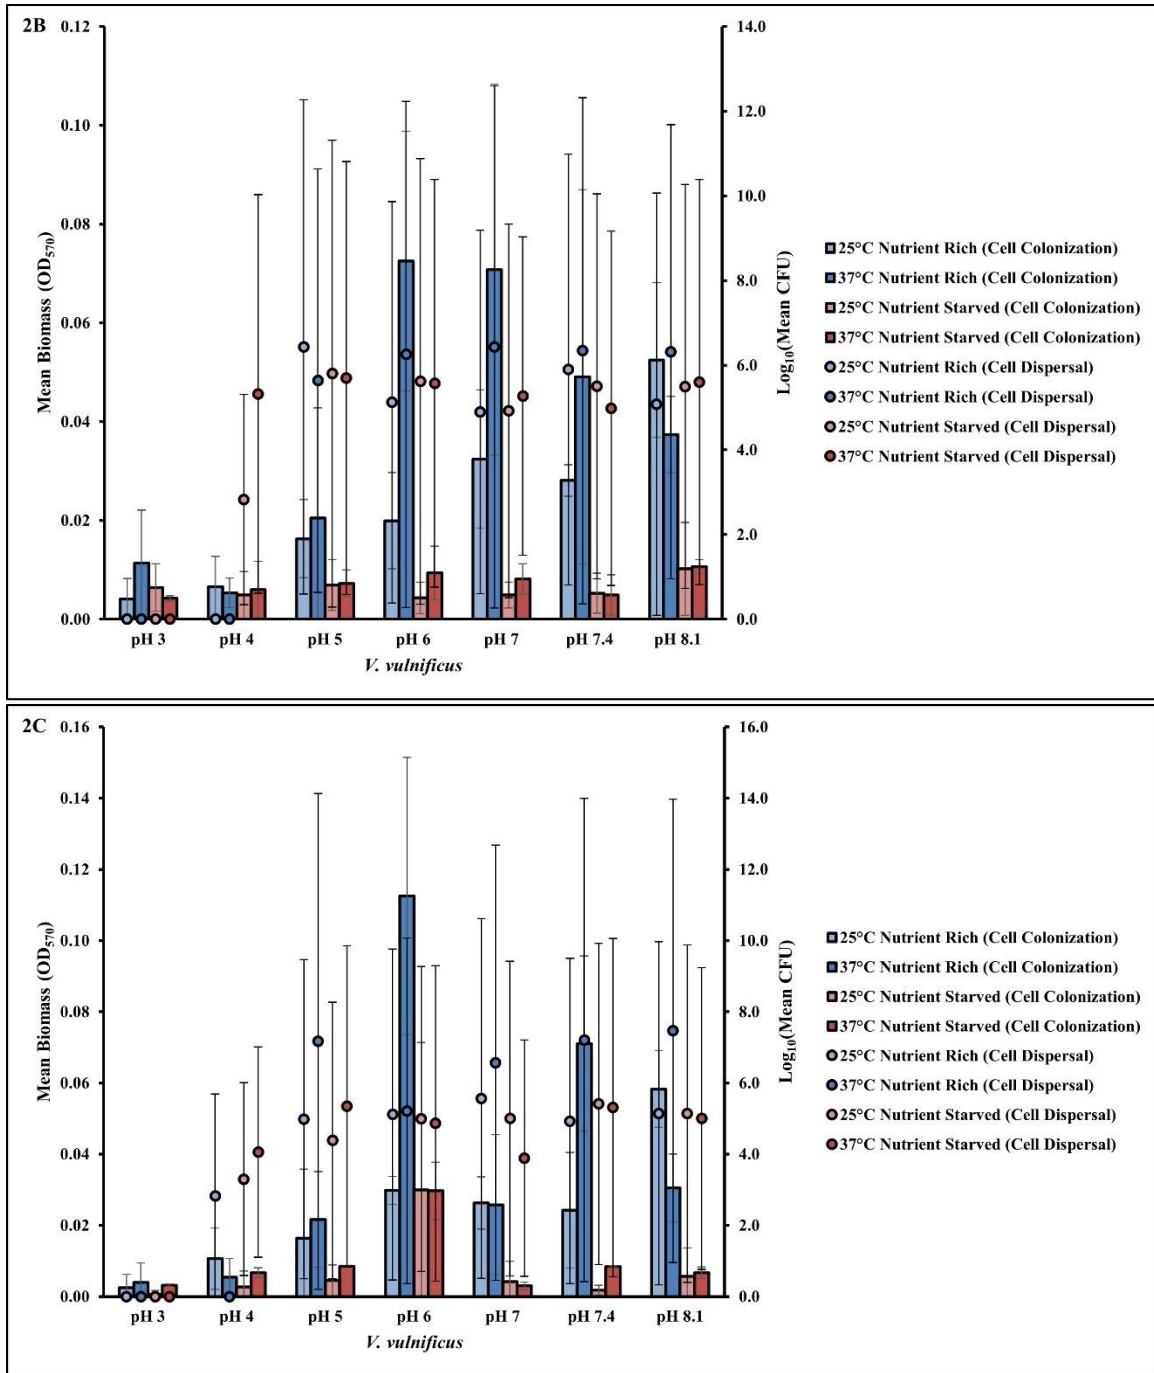 2B
0.12
0.10
0.08
0.06
0.04
0.02
0.00
Mean Biomass (OD570)
14.0
12.0
10.0
8.0
6.0
4.0
2.0
0.0
Log10(Mean CFU)
pH 3 pH 4 pH 5 pH 6 pH 7 pH 7.4 pH 8.1
V. vulnificus
25°C Nutrient Rich (Cell Colonization)
37°C Nutrient Rich (Cell Colonization)
25°C Nutrient Starved (Cell Colonization)
37°C Nutrient Starved (Cell Colonization)
25°C Nutrient Rich (Cell Dispersal)
37°C Nutrient Rich (Cell Dispersal)
25°C Nutrient Starved (Cell Dispersal)
37°C Nutrient Starved (Cell Dispersal)
2C
0.16
0.14
0.12
0.10
0.08
0.06
0.04
0.02
0.00
Mean Biomass (OD570)
16.0
14.0
12.0
10.0
8.0
6.0
4.0
2.0
0.0
Log10(Mean CFU)
pH 3 pH 4 pH 5 pH 6 pH 7 pH 7.4 pH 8.1
V. vulnificus
25°C Nutrient Rich (Cell Colonization)
37°C Nutrient Rich (Cell Colonization)
25°C Nutrient Starved (Cell Colonization)
37°C Nutrient Starved (Cell Colonization)
25°C Nutrient Rich (Cell Dispersal)
37°C Nutrient Rich (Cell Dispersal)
25°C Nutrient Starved (Cell Dispersal)
37°C Nutrient Starved (Cell Dispersal)